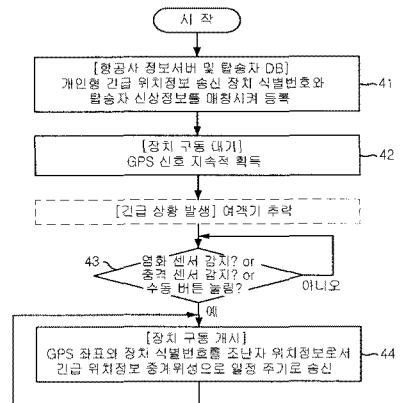 시 작
[항공사 정보서버 및 탑승자 DB]
개인형 긴급 위치정보 송신 장치 식별번호와
탑승자 신상정보를 매칭시켜 등록
41
[장치 구동 대기]
GPS 신호 지속적 획득
42
[긴급 상황 발생] 여객기 추락
43
염화 센서 감지? or
충격 센서 감지? or
수동 버튼 눌림?
아니오
예
[장치 구동 개시]
GPS 좌표와 장치 식별번호를 조난자 위치정보로서
긴급 위치정보 중계위성으로 일정 주기로 송신
44